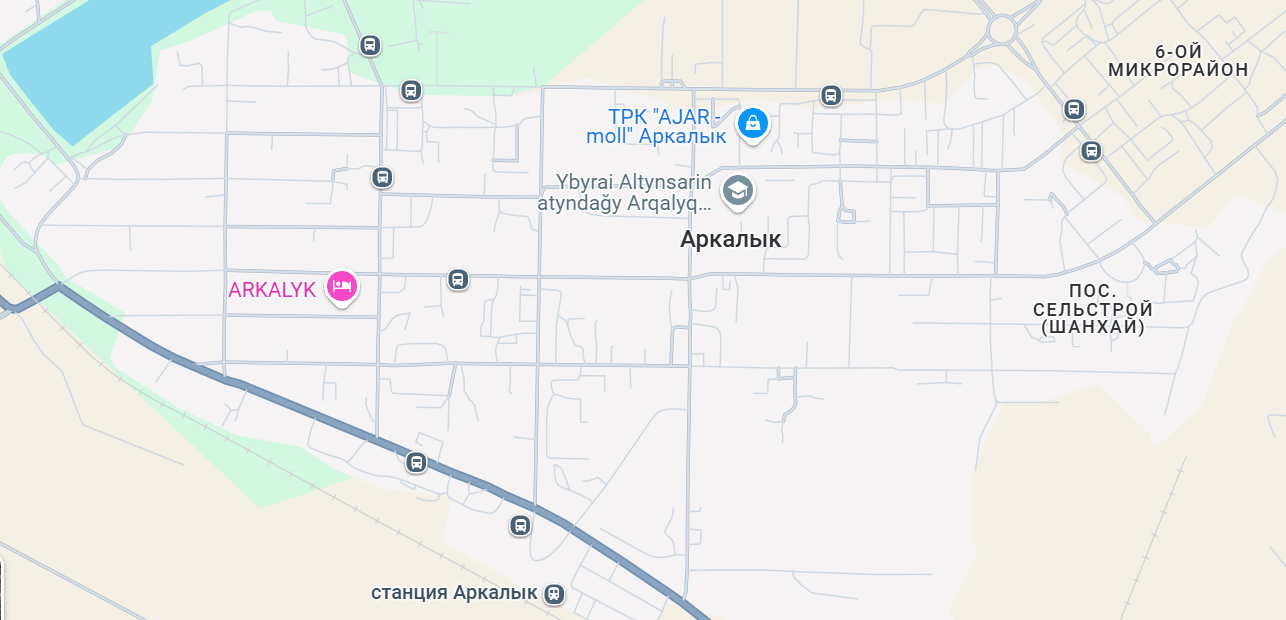 6-ОЙ
МИКРОРАЙОН
ТРК "AJAR -
moll" Аркалык
Ybyrai Altynsarin
atyndağy Arqalyq...
Аркалык
ARKALYK
ПОС.
СЕЛЬСТРОЙ
(ШАНХАЙ)
станция Аркалык